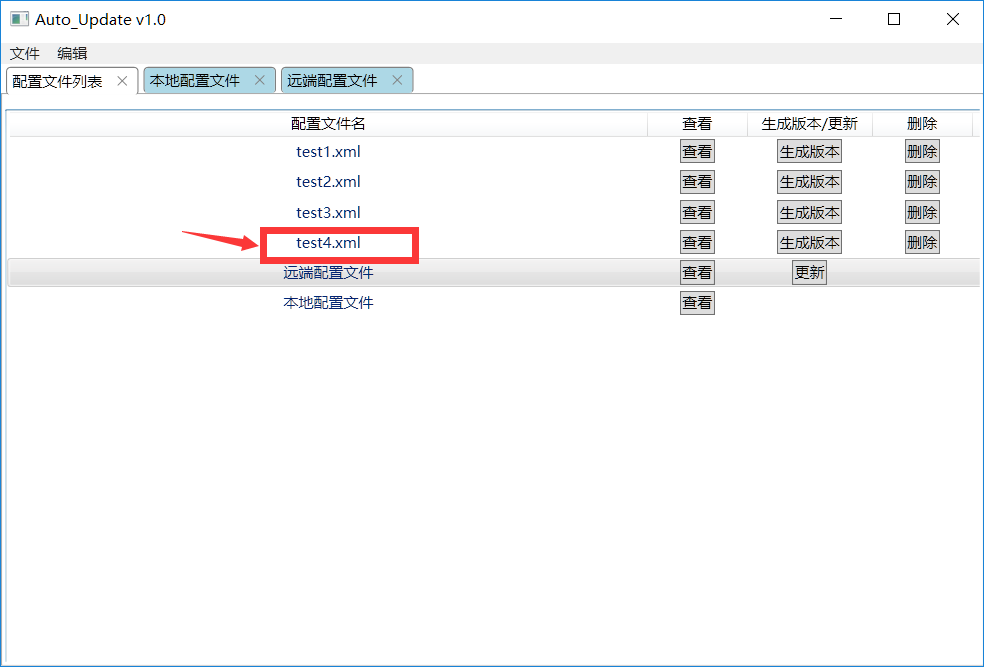 Auto_Update v1.0
文件 编辑
配置文件列表 本地配置文件 远端配置文件
配置文件名 查看 生成版本/更新 删除
test1.xml 查看 生成版本 删除
test2.xml 查看 生成版本 删除
test3.xml 查看 生成版本 删除
test4.xml 查看 生成版本 删除
远端配置文件 查看 更新
本地配置文件 查看